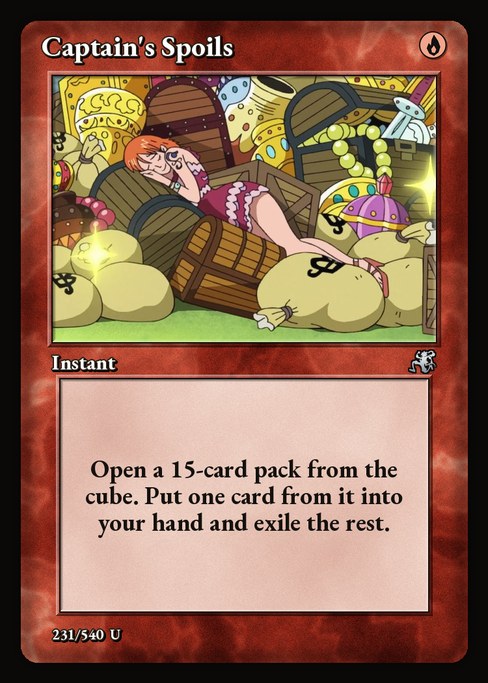 Captain's Spoils
Instant
Open a 15-card pack from the
cube. Put one card from it into
your hand and exile the rest.
231/540 U